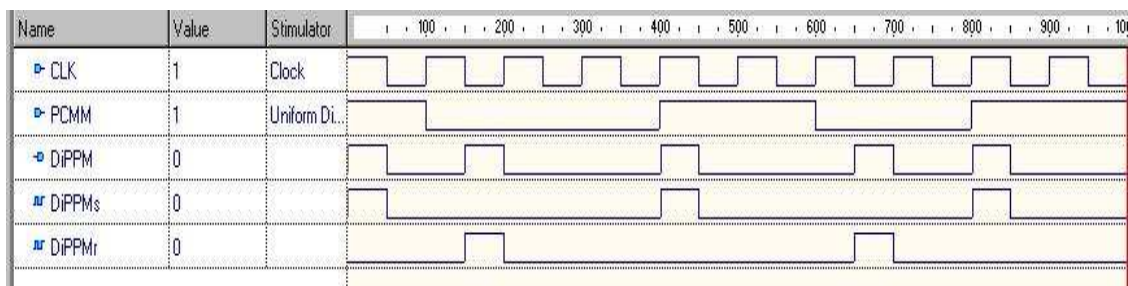 Name Value Stimulator 100 200 300 400 500 600 700 800 900 10
CLK 1 Clock
PCMM 1 Uniform Di...
DiPPM 0
DiPPMs 0
DiPPMr 0